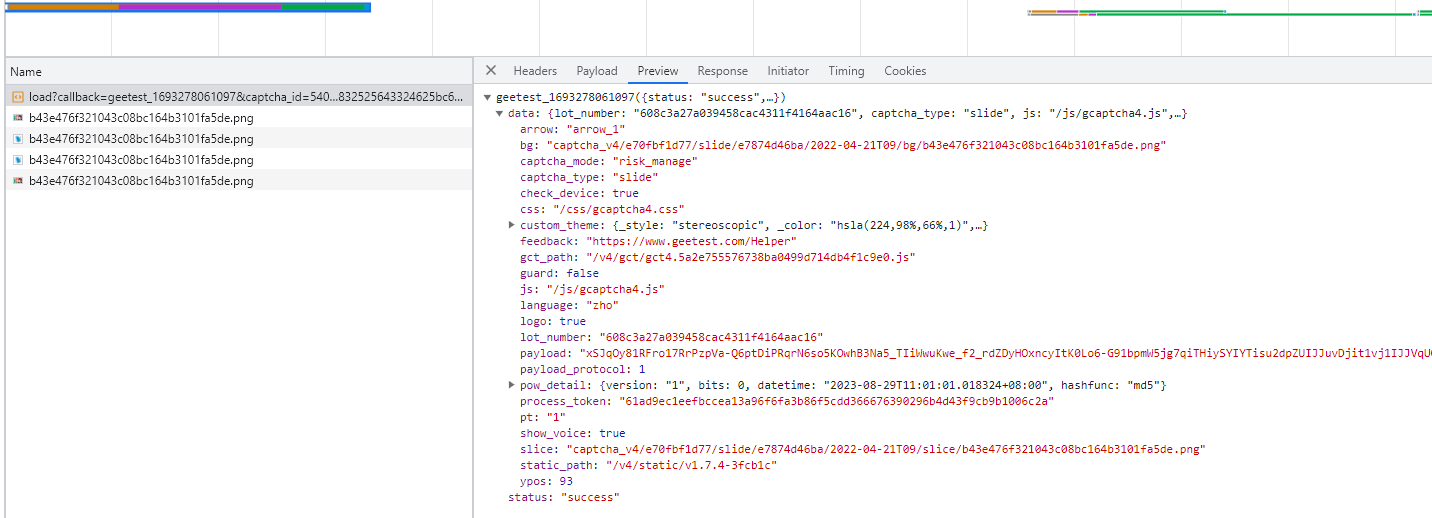 Name
load?callback=geetest_1693278061097&captcha_id=540...832525643324625bc6...
b43e476f321043c08bc164b3101fa5de.png
b43e476f321043c08bc164b3101fa5de.png
b43e476f321043c08bc164b3101fa5de.png
b43e476f321043c08bc164b3101fa5de.png
Headers Payload Preview Response Initiator Timing Cookies
geetest_1693278061097({status: "success",…})
data: {lot_number: "608c3a27a039458cac4311f4164aac16", captcha_type: "slide", js: "/js/gcaptcha4.js",…}
arrow: "arrow_1"
bg: "captcha_v4/e70fbf1d77/slide/e7874d46ba/2022-04-21T09/bg/b43e476f321043c08bc164b3101fa5de.png"
captcha_mode: "risk_manage"
captcha_type: "slide"
check_device: true
css: "/css/gcaptcha4.css"
custom_theme: {_style: "stereoscopic", _color: "hsla(224,98%,66%,1)",…}
feedback: "https://www.geetest.com/Helper"
gct_path: "/v4/gct/gct4.5a2e755576738ba0499d714db4f1c9e0.js"
guard: false
js: "/js/gcaptcha4.js"
language: "zho"
logo: true
lot_number: "608c3a27a039458cac4311f4164aac16"
payload: "xSJqOy81RFro17RrPzpVa-Q6ptDiPRqrN6so5KOwhB3Na5_TIiWwuKwe_f2_rdZDyHOxncyItK0Lo6-G91bpmW5jg7qiTHiySYIYTisu2dpZUIJJuvDjit1vj1IJJVqU
payload_protocol: 1
pow_detail: {version: "1", bits: 0, datetime: "2023-08-29T11:01:01.018324+08:00", hashfunc: "md5"}
process_token: "61ad9ec1eefbccea13a96f6fa3b86f5cdd366676390296b4d43f9cb9b1006c2a"
pt: "1"
show_voice: true
slice: "captcha_v4/e70fbf1d77/slide/e7874d46ba/2022-04-21T09/slice/b43e476f321043c08bc164b3101fa5de.png"
static_path: "/v4/static/v1.7.4-3fcb1c"
ypos: 93
status: "success"